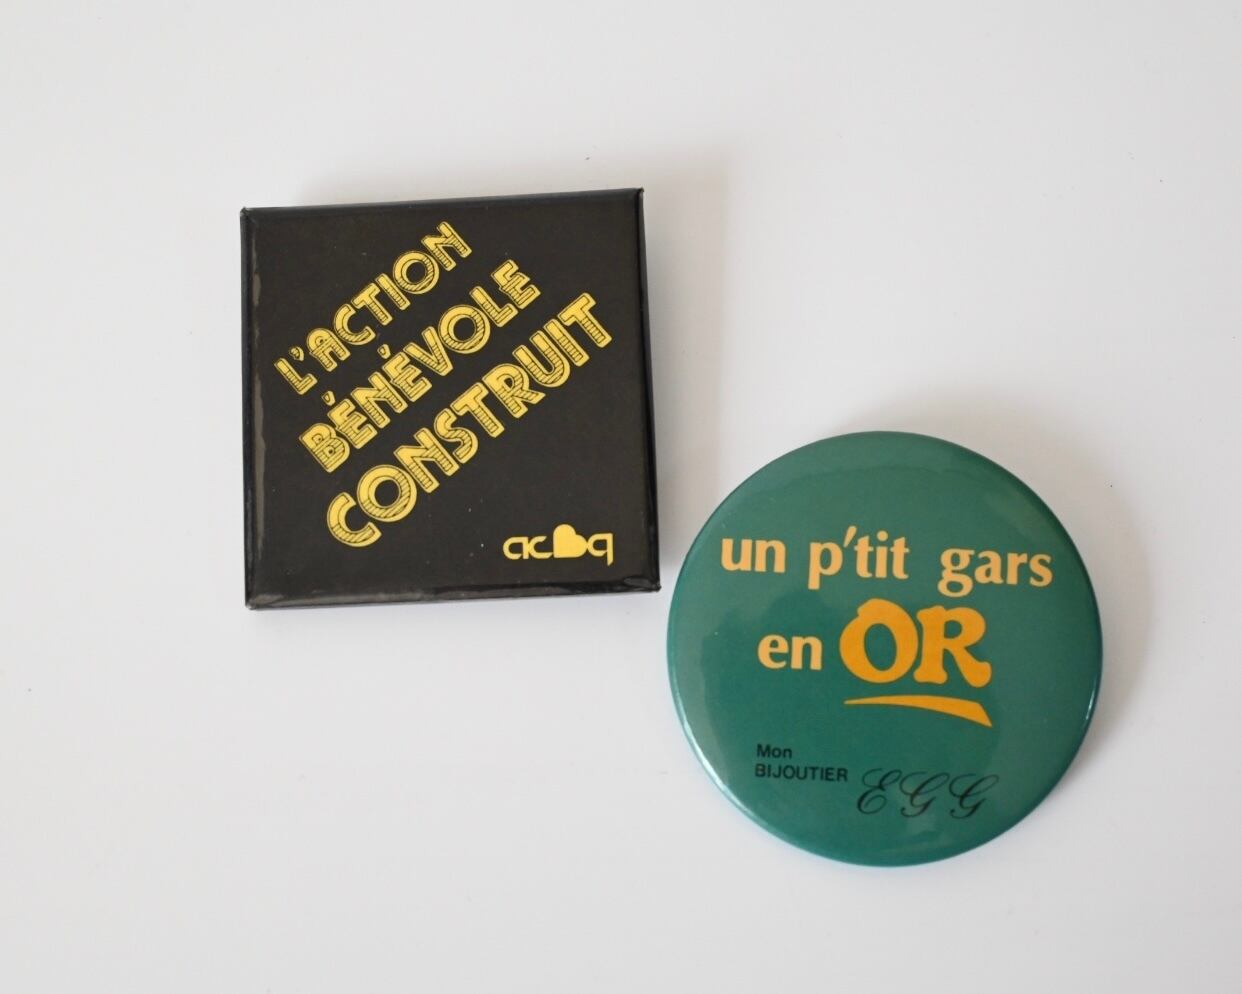 L'ACTION
BÉNÉVOLE
CONSTRUIT
acbq
un p'tit gars
en OR
Mon
BIJOUTIER EGG